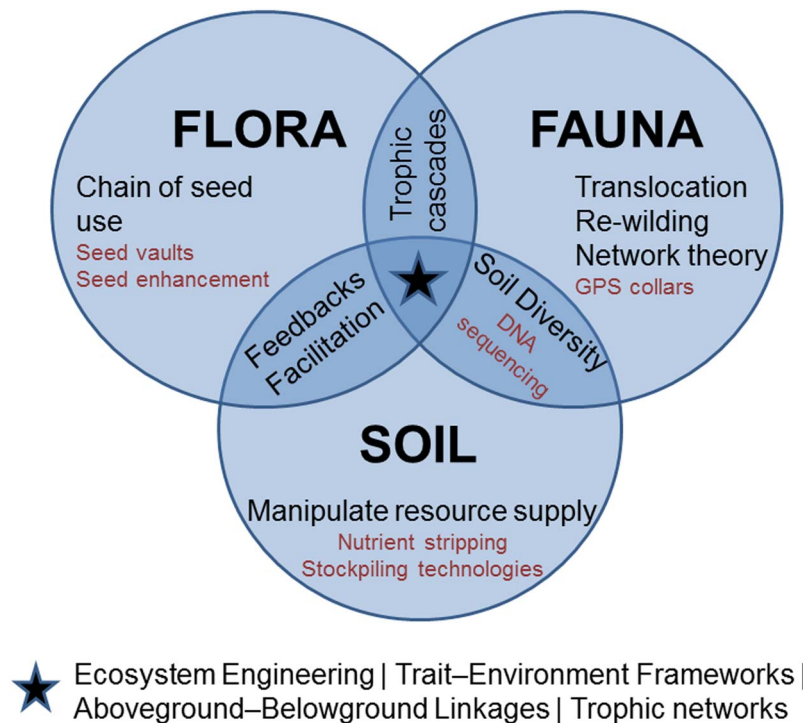 FLORA
Chain of seed
use
Seed vaults
Seed enhancement
Trophic
cascades
FAUNA
Translocation
Re-wilding
Network theory
GPS collars
Feedbacks
Facilitation
Soil Diversity
DNA
sequencing
SOIL
Manipulate resource supply
Nutrient stripping
Stockpiling technologies
Ecosystem Engineering | Trait–Environment Frameworks |
Aboveground–Belowground Linkages | Trophic networks